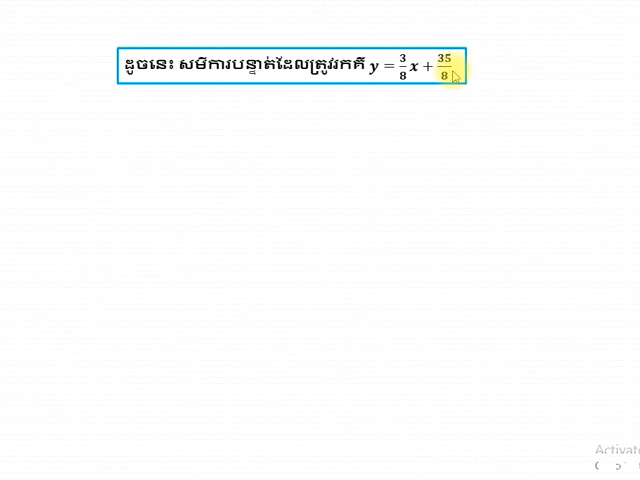 ដូចនេះ សមីការបន្ទាត់ដែលត្រូវរកគឺ y = 3/8 x + 35/8
Activat